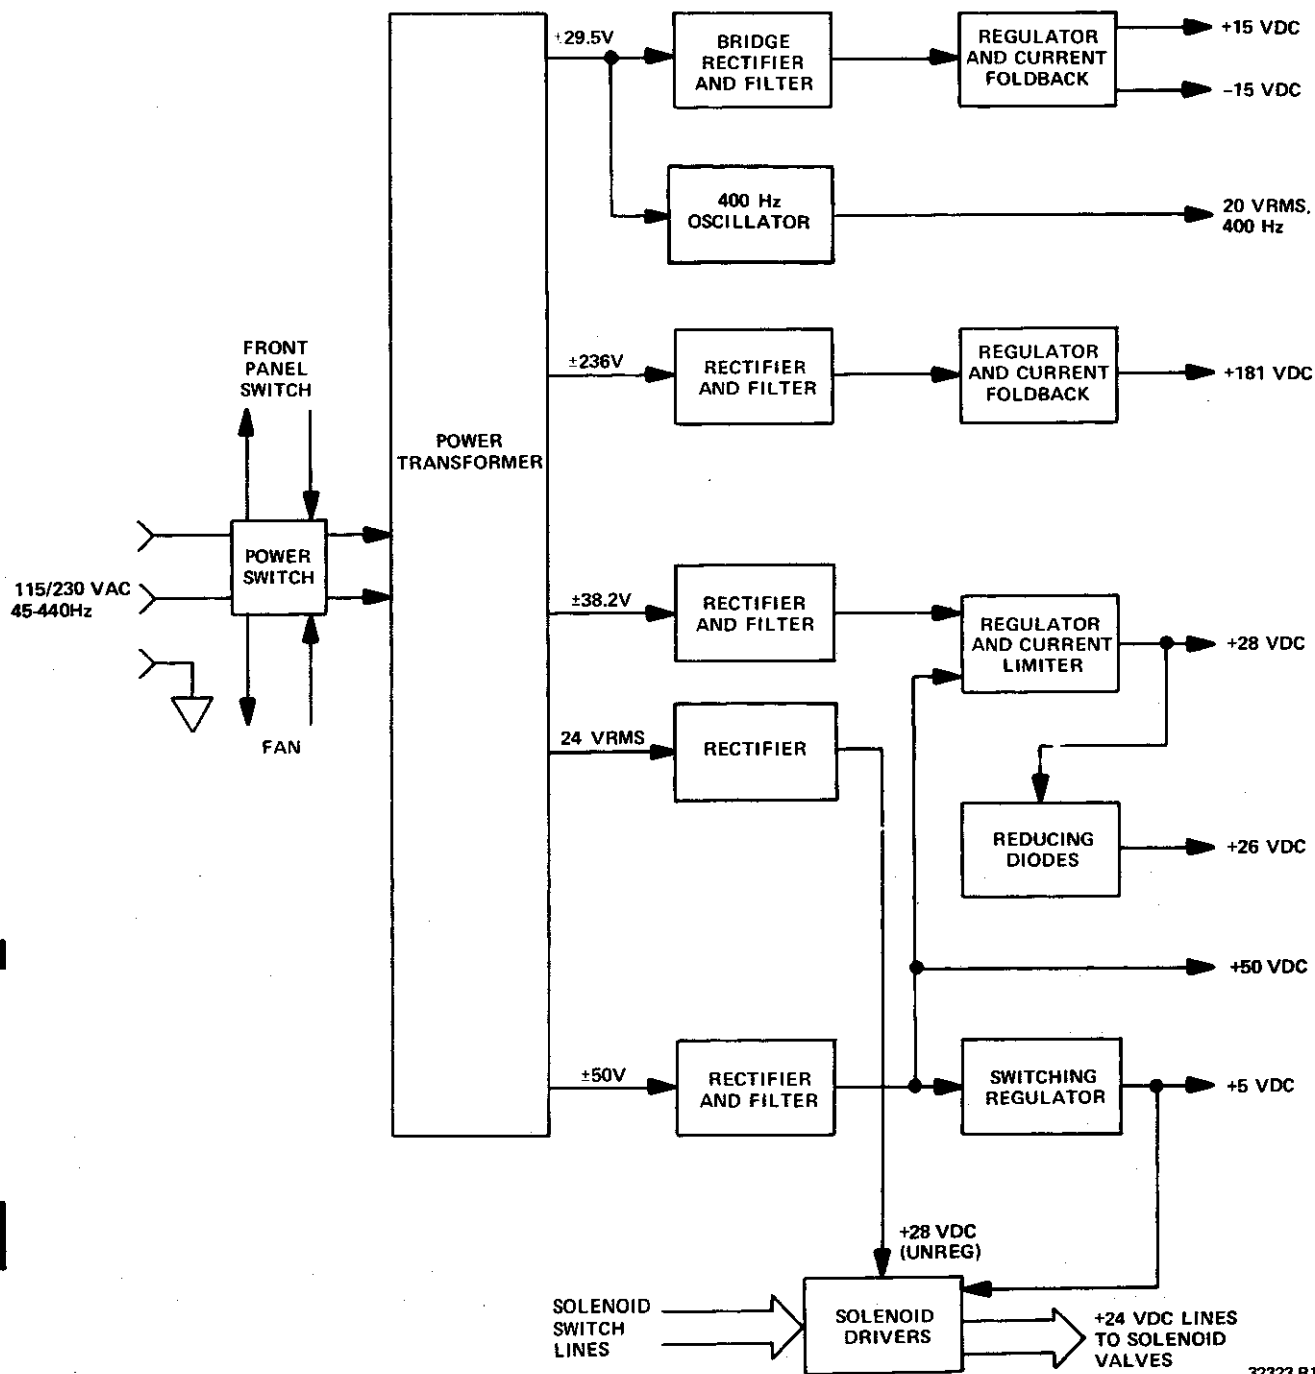 ±29.5V
BRIDGE
RECTIFIER
AND FILTER
REGULATOR
AND CURRENT
FOLDBACK
+15 VDC
−15 VDC
400 Hz
OSCILLATOR
20 VRMS,
400 Hz
FRONT
PANEL
SWITCH
±236V
RECTIFIER
AND FILTER
REGULATOR
AND CURRENT
FOLDBACK
+181 VDC
POWER
TRANSFORMER
115/230 VAC
45-440Hz
POWER
SWITCH
FAN
±38.2V
RECTIFIER
AND FILTER
REGULATOR
AND CURRENT
LIMITER
+28 VDC
24 VRMS
RECTIFIER
REDUCING
DIODES
+26 VDC
+50 VDC
±50V
RECTIFIER
AND FILTER
SWITCHING
REGULATOR
+5 VDC
+28 VDC
(UNREG)
SOLENOID
SWITCH
LINES
SOLENOID
DRIVERS
+24 VDC LINES
TO SOLENOID
VALVES